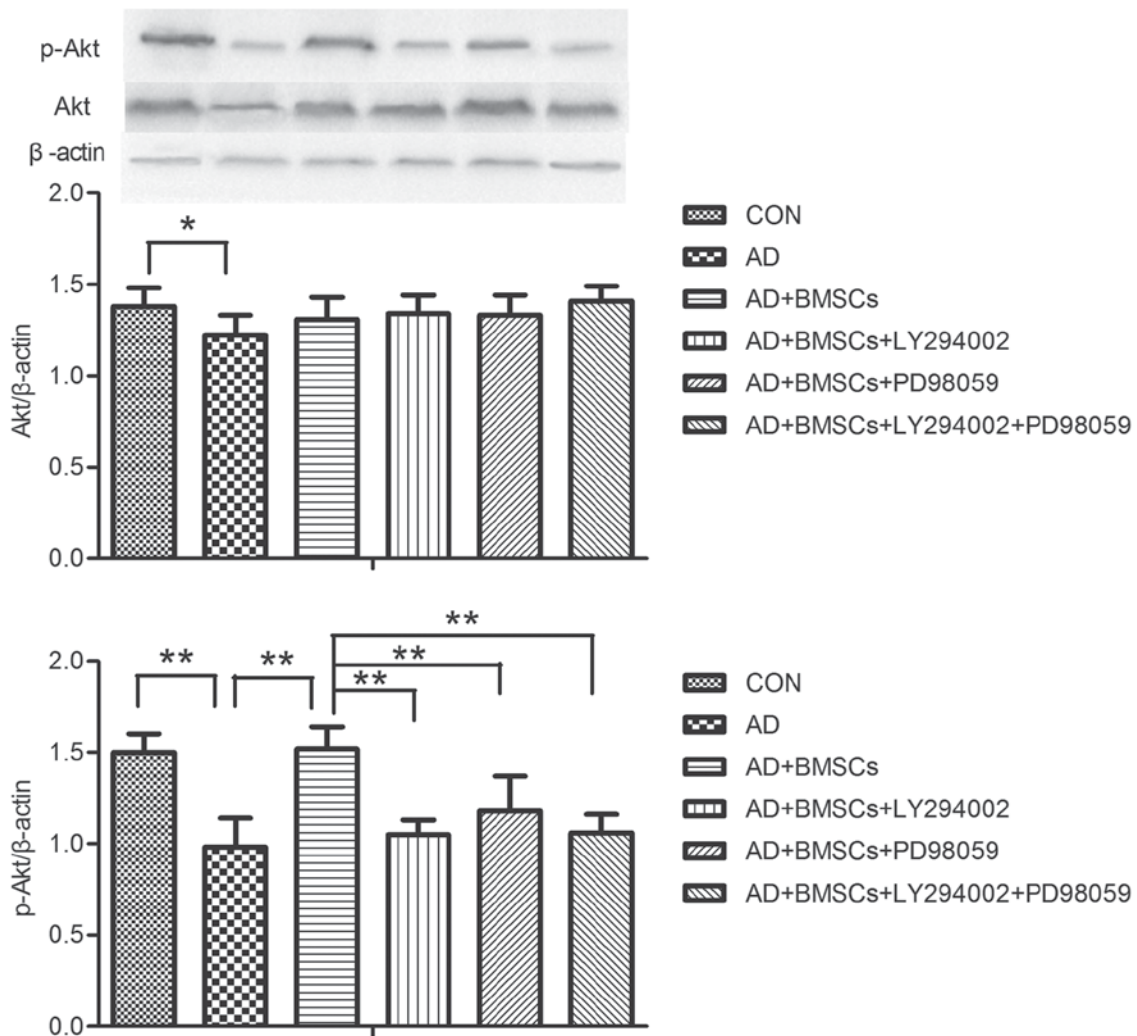 p-Akt
Akt
β -actin
2.0
1.5
1.0
0.5
0.0
Akt/β-actin
*
CON
AD
AD+BMSCs
AD+BMSCs+LY294002
AD+BMSCs+PD98059
AD+BMSCs+LY294002+PD98059
2.0
1.5
1.0
0.5
0.0
p-Akt/β-actin
**
**
**
**
**
CON
AD
AD+BMSCs
AD+BMSCs+LY294002
AD+BMSCs+PD98059
AD+BMSCs+LY294002+PD98059